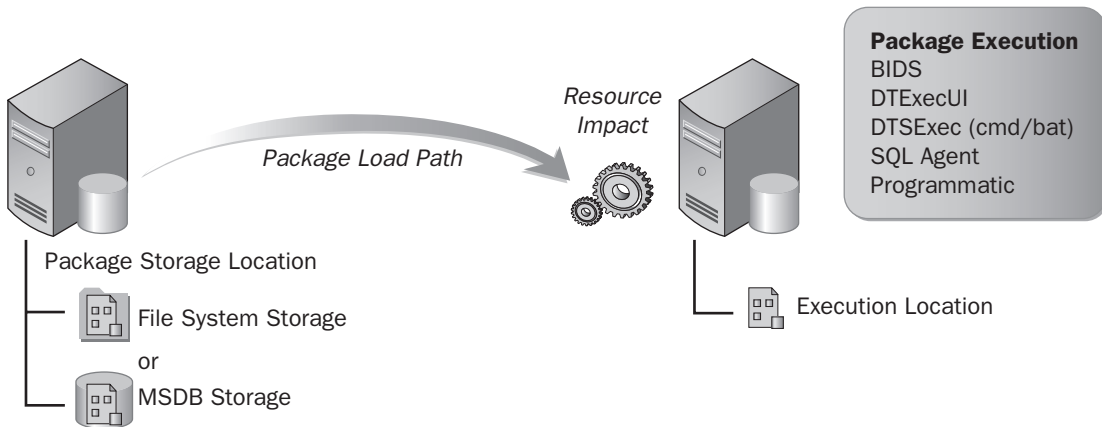 Package Execution
BIDS
DTExecUI
DTSExec (cmd/bat)
SQL Agent
Programmatic
Resource
Impact
Package Load Path
Package Storage Location
File System Storage
or
MSDB Storage
Execution Location